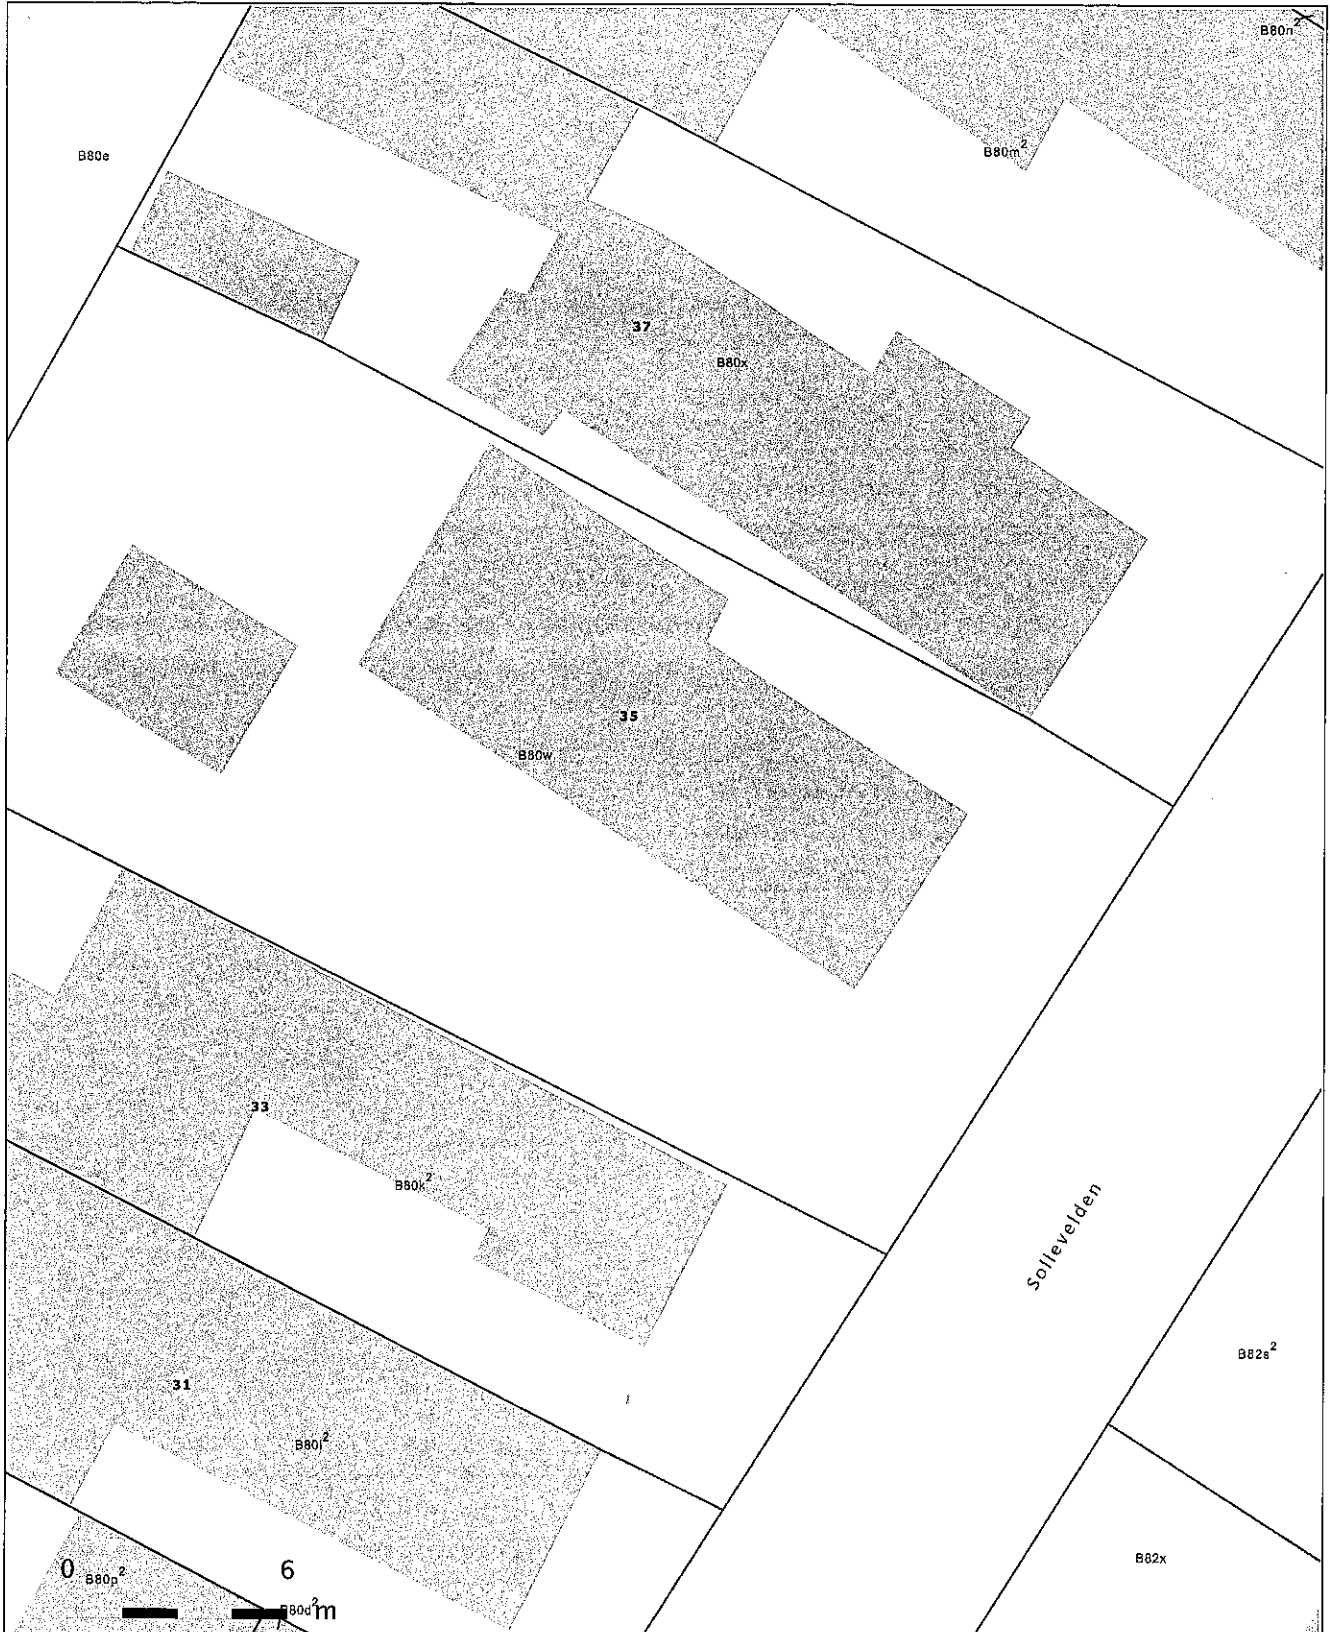 B80n²
B80m²
B80e
37
B80x
35
B80w
33
B80k²
Sollevelden
B82s²
31
B80l²
B82x
0 6
B80p²
B80d² m